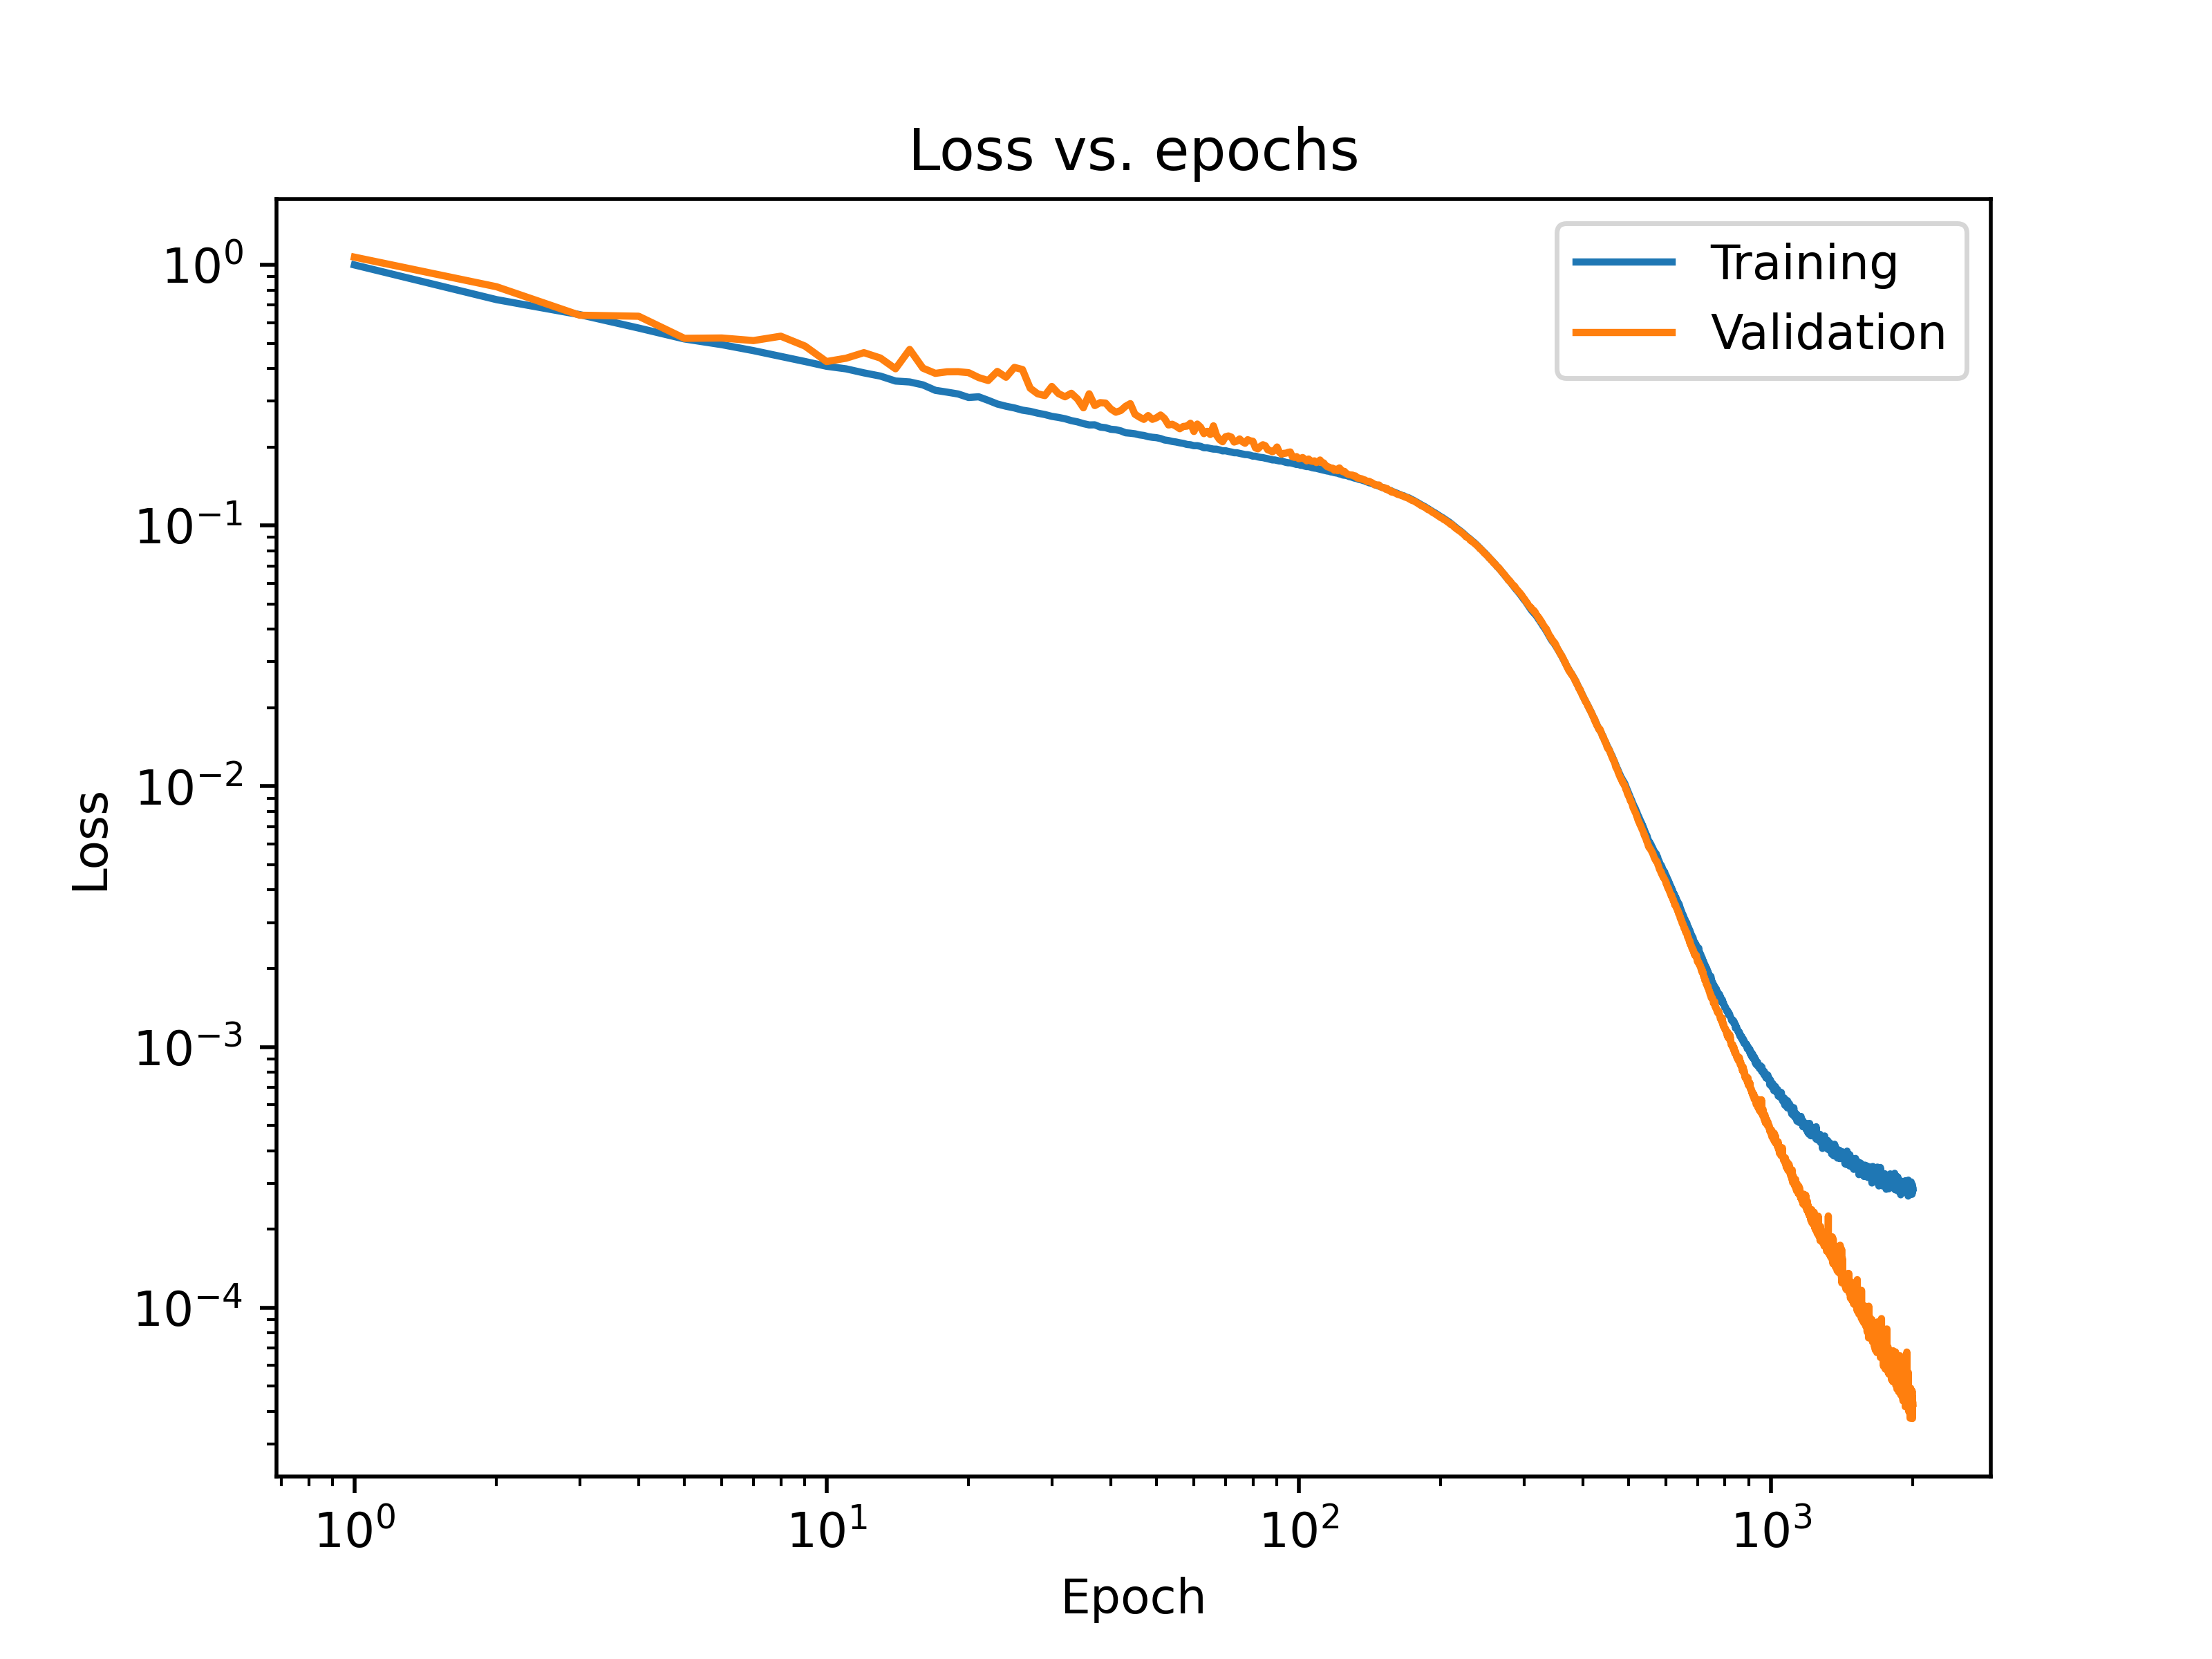 Loss vs. epochs
Training
Validation
10⁰
10⁻¹
10⁻²
10⁻³
10⁻⁴
Loss
10⁰ 10¹ 10² 10³
Epoch